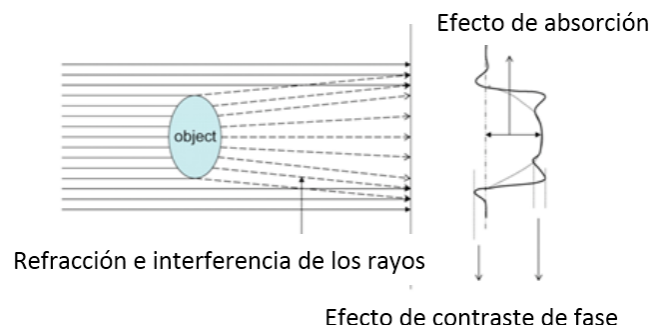 Efecto de absorción
object
Refracción e interferencia de los rayos
Efecto de contraste de fase